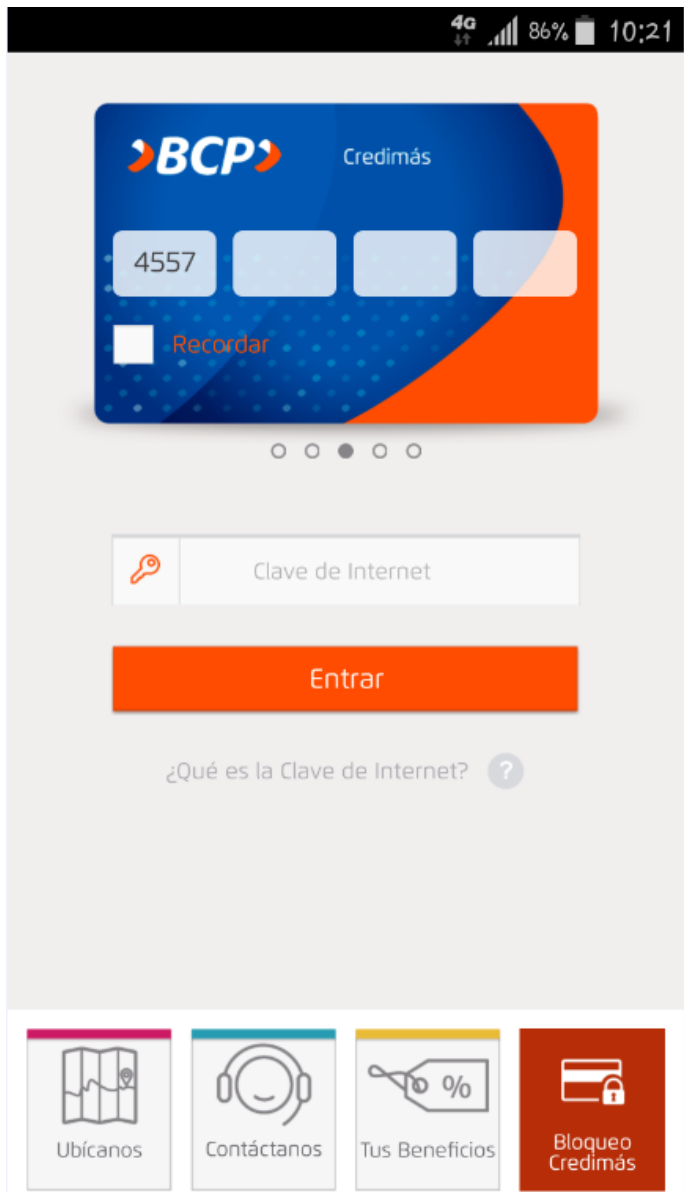 4G 86% 10:21
BCP Credimás
4557
Recordar
Clave de Internet
Entrar
¿Qué es la Clave de Internet? ?
Ubícanos
Contáctanos
% Tus Beneficios
Bloqueo
Credimás